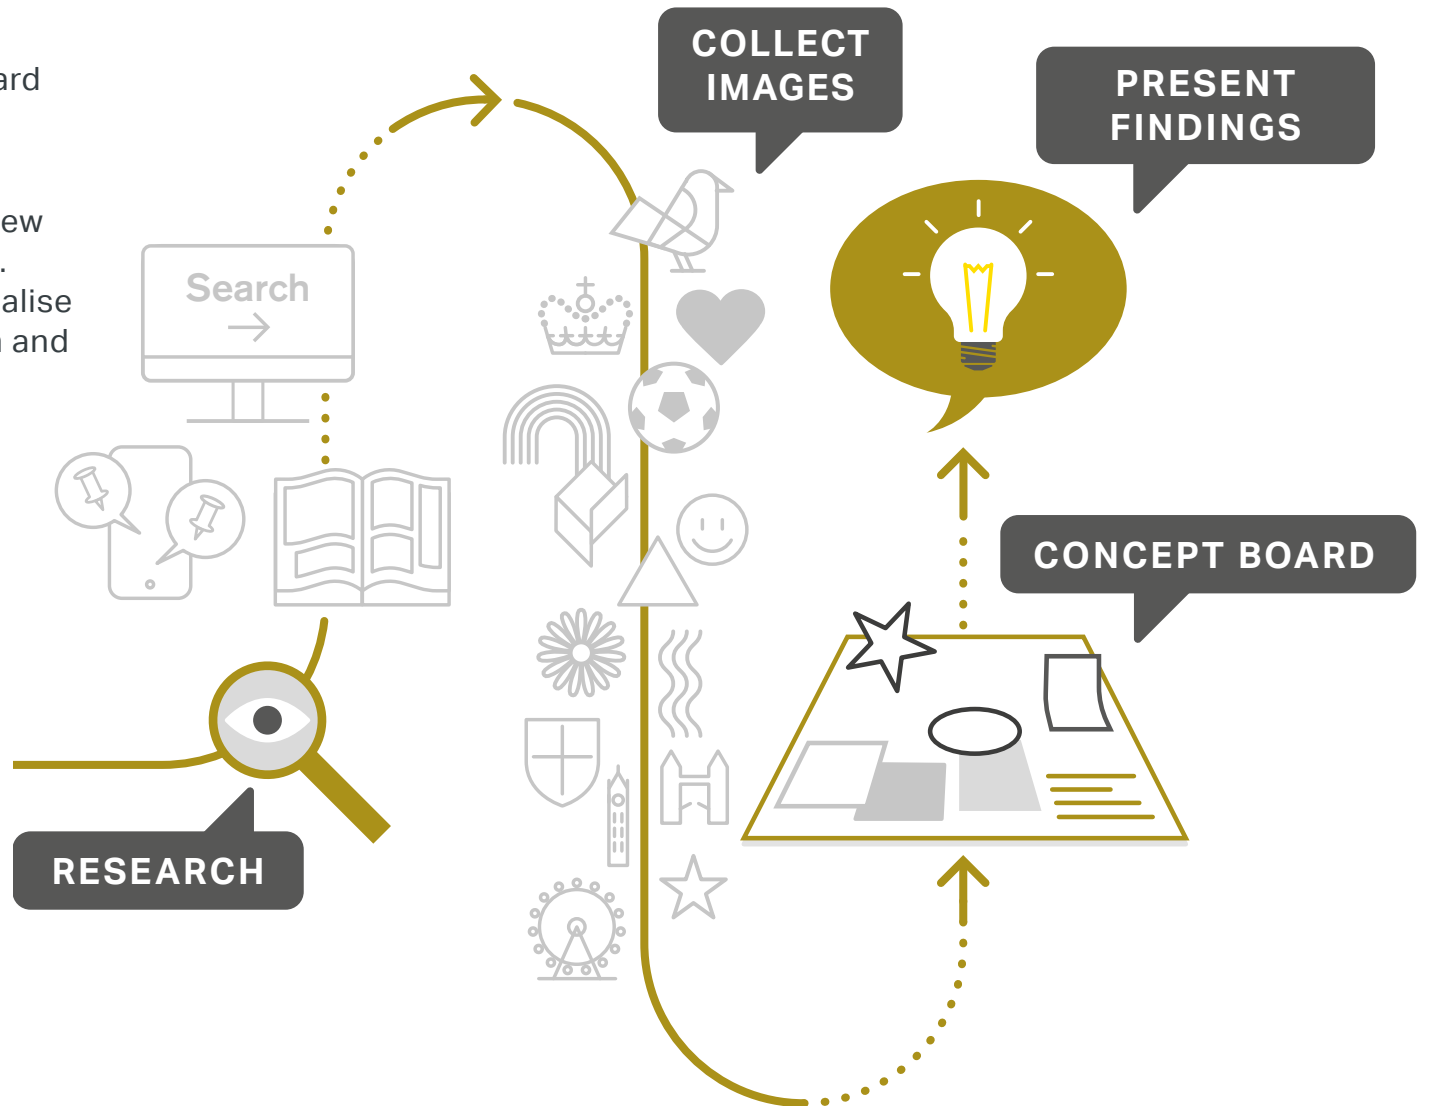 ard
ew
.
alise
and
Search
COLLECT
IMAGES
PRESENT
FINDINGS
CONCEPT BOARD
RESEARCH